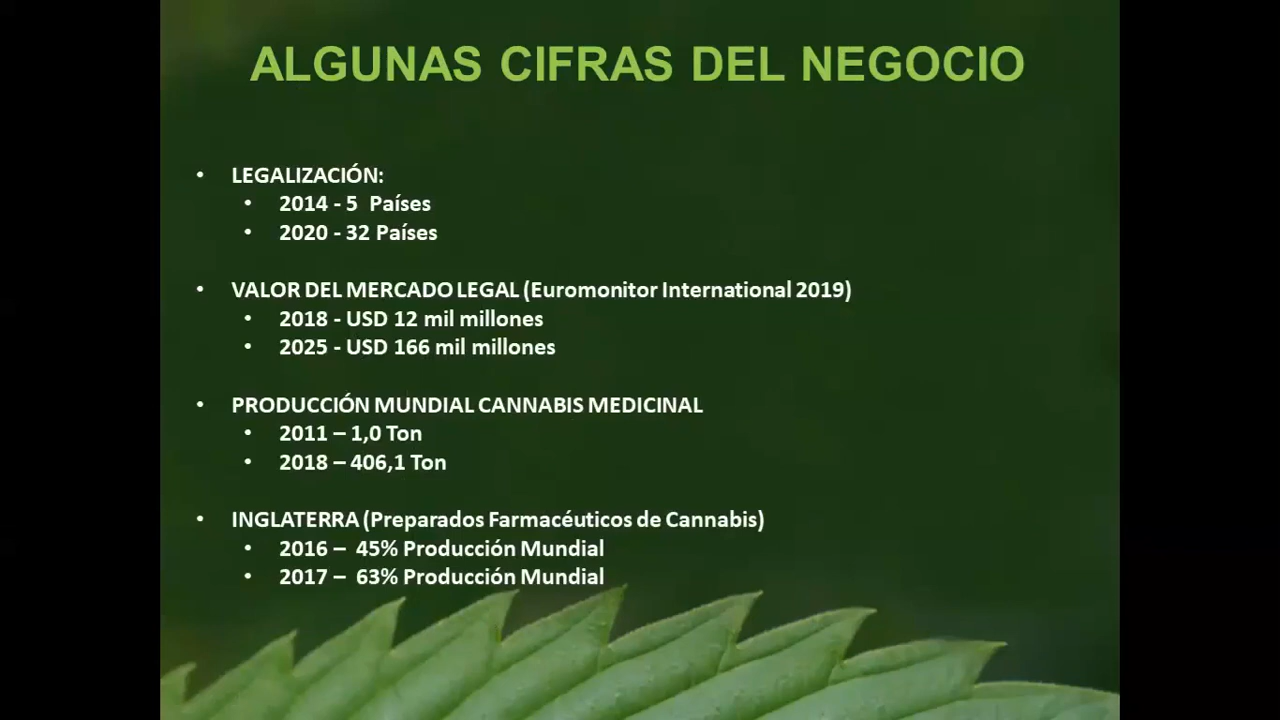 ALGUNAS CIFRAS DEL NEGOCIO
• LEGALIZACIÓN:
• 2014 - 5  Países
• 2020 - 32 Países
• VALOR DEL MERCADO LEGAL (Euromonitor International 2019)
• 2018 - USD 12 mil millones
• 2025 - USD 166 mil millones
• PRODUCCIÓN MUNDIAL CANNABIS MEDICINAL
• 2011 – 1,0 Ton
• 2018 – 406,1 Ton
• INGLATERRA (Preparados Farmacéuticos de Cannabis)
• 2016 –  45% Producción Mundial
• 2017 –  63% Producción Mundial